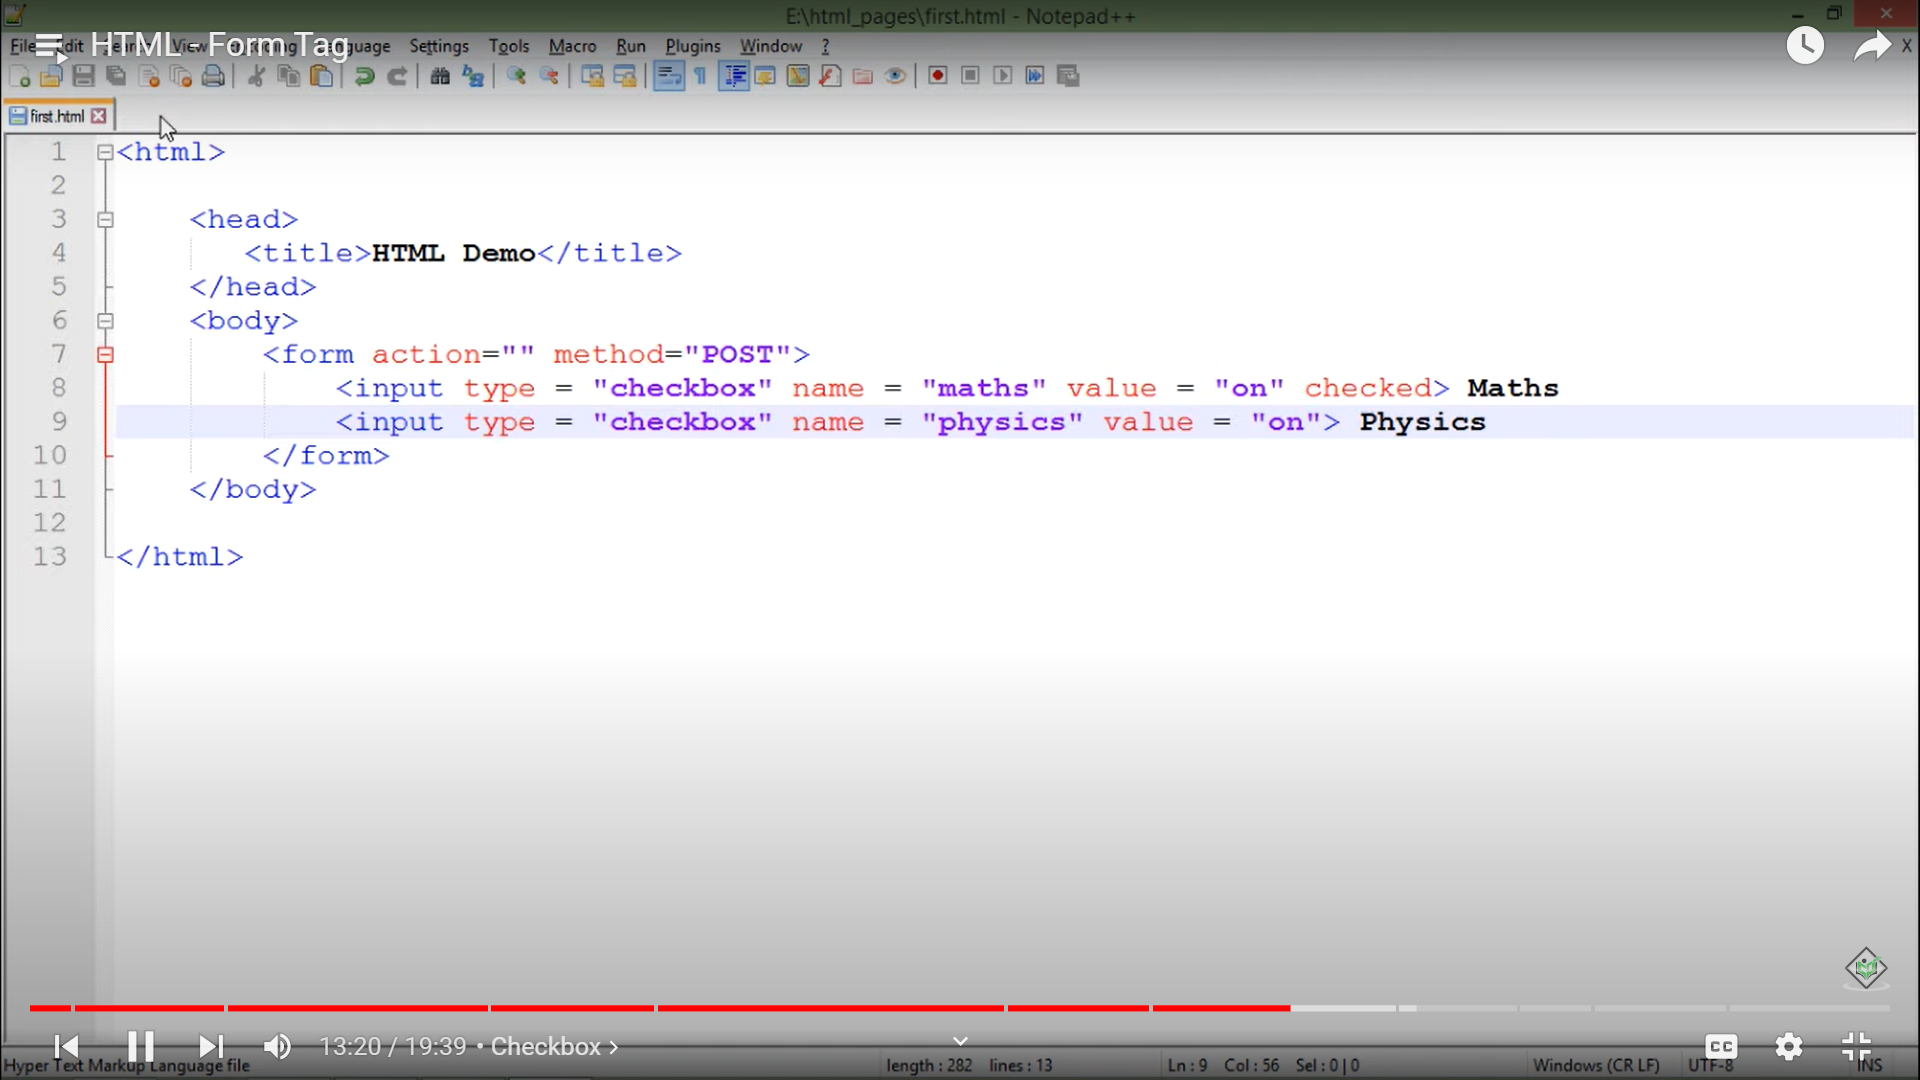 E:\html_pages\first.html - Notepad++
HTML - Form Tag
File Edit Search View Encoding Language Settings Tools Macro Run Plugins Window ? X
first.html
1 <html>
2
3 <head>
4 <title>HTML Demo</title>
5 </head>
6 <body>
7 <form action="" method="POST">
8 <input type = "checkbox" name = "maths" value = "on" checked> Maths
9 <input type = "checkbox" name = "physics" value = "on"> Physics
10 </form>
11 </body>
12
13 </html>
13:20 / 19:39 • Checkbox >
CC
Hyper Text Markup Language file length : 282 lines : 13 Ln : 9 Col : 56 Sel : 0 | 0 Windows (CR LF) UTF-8 INS